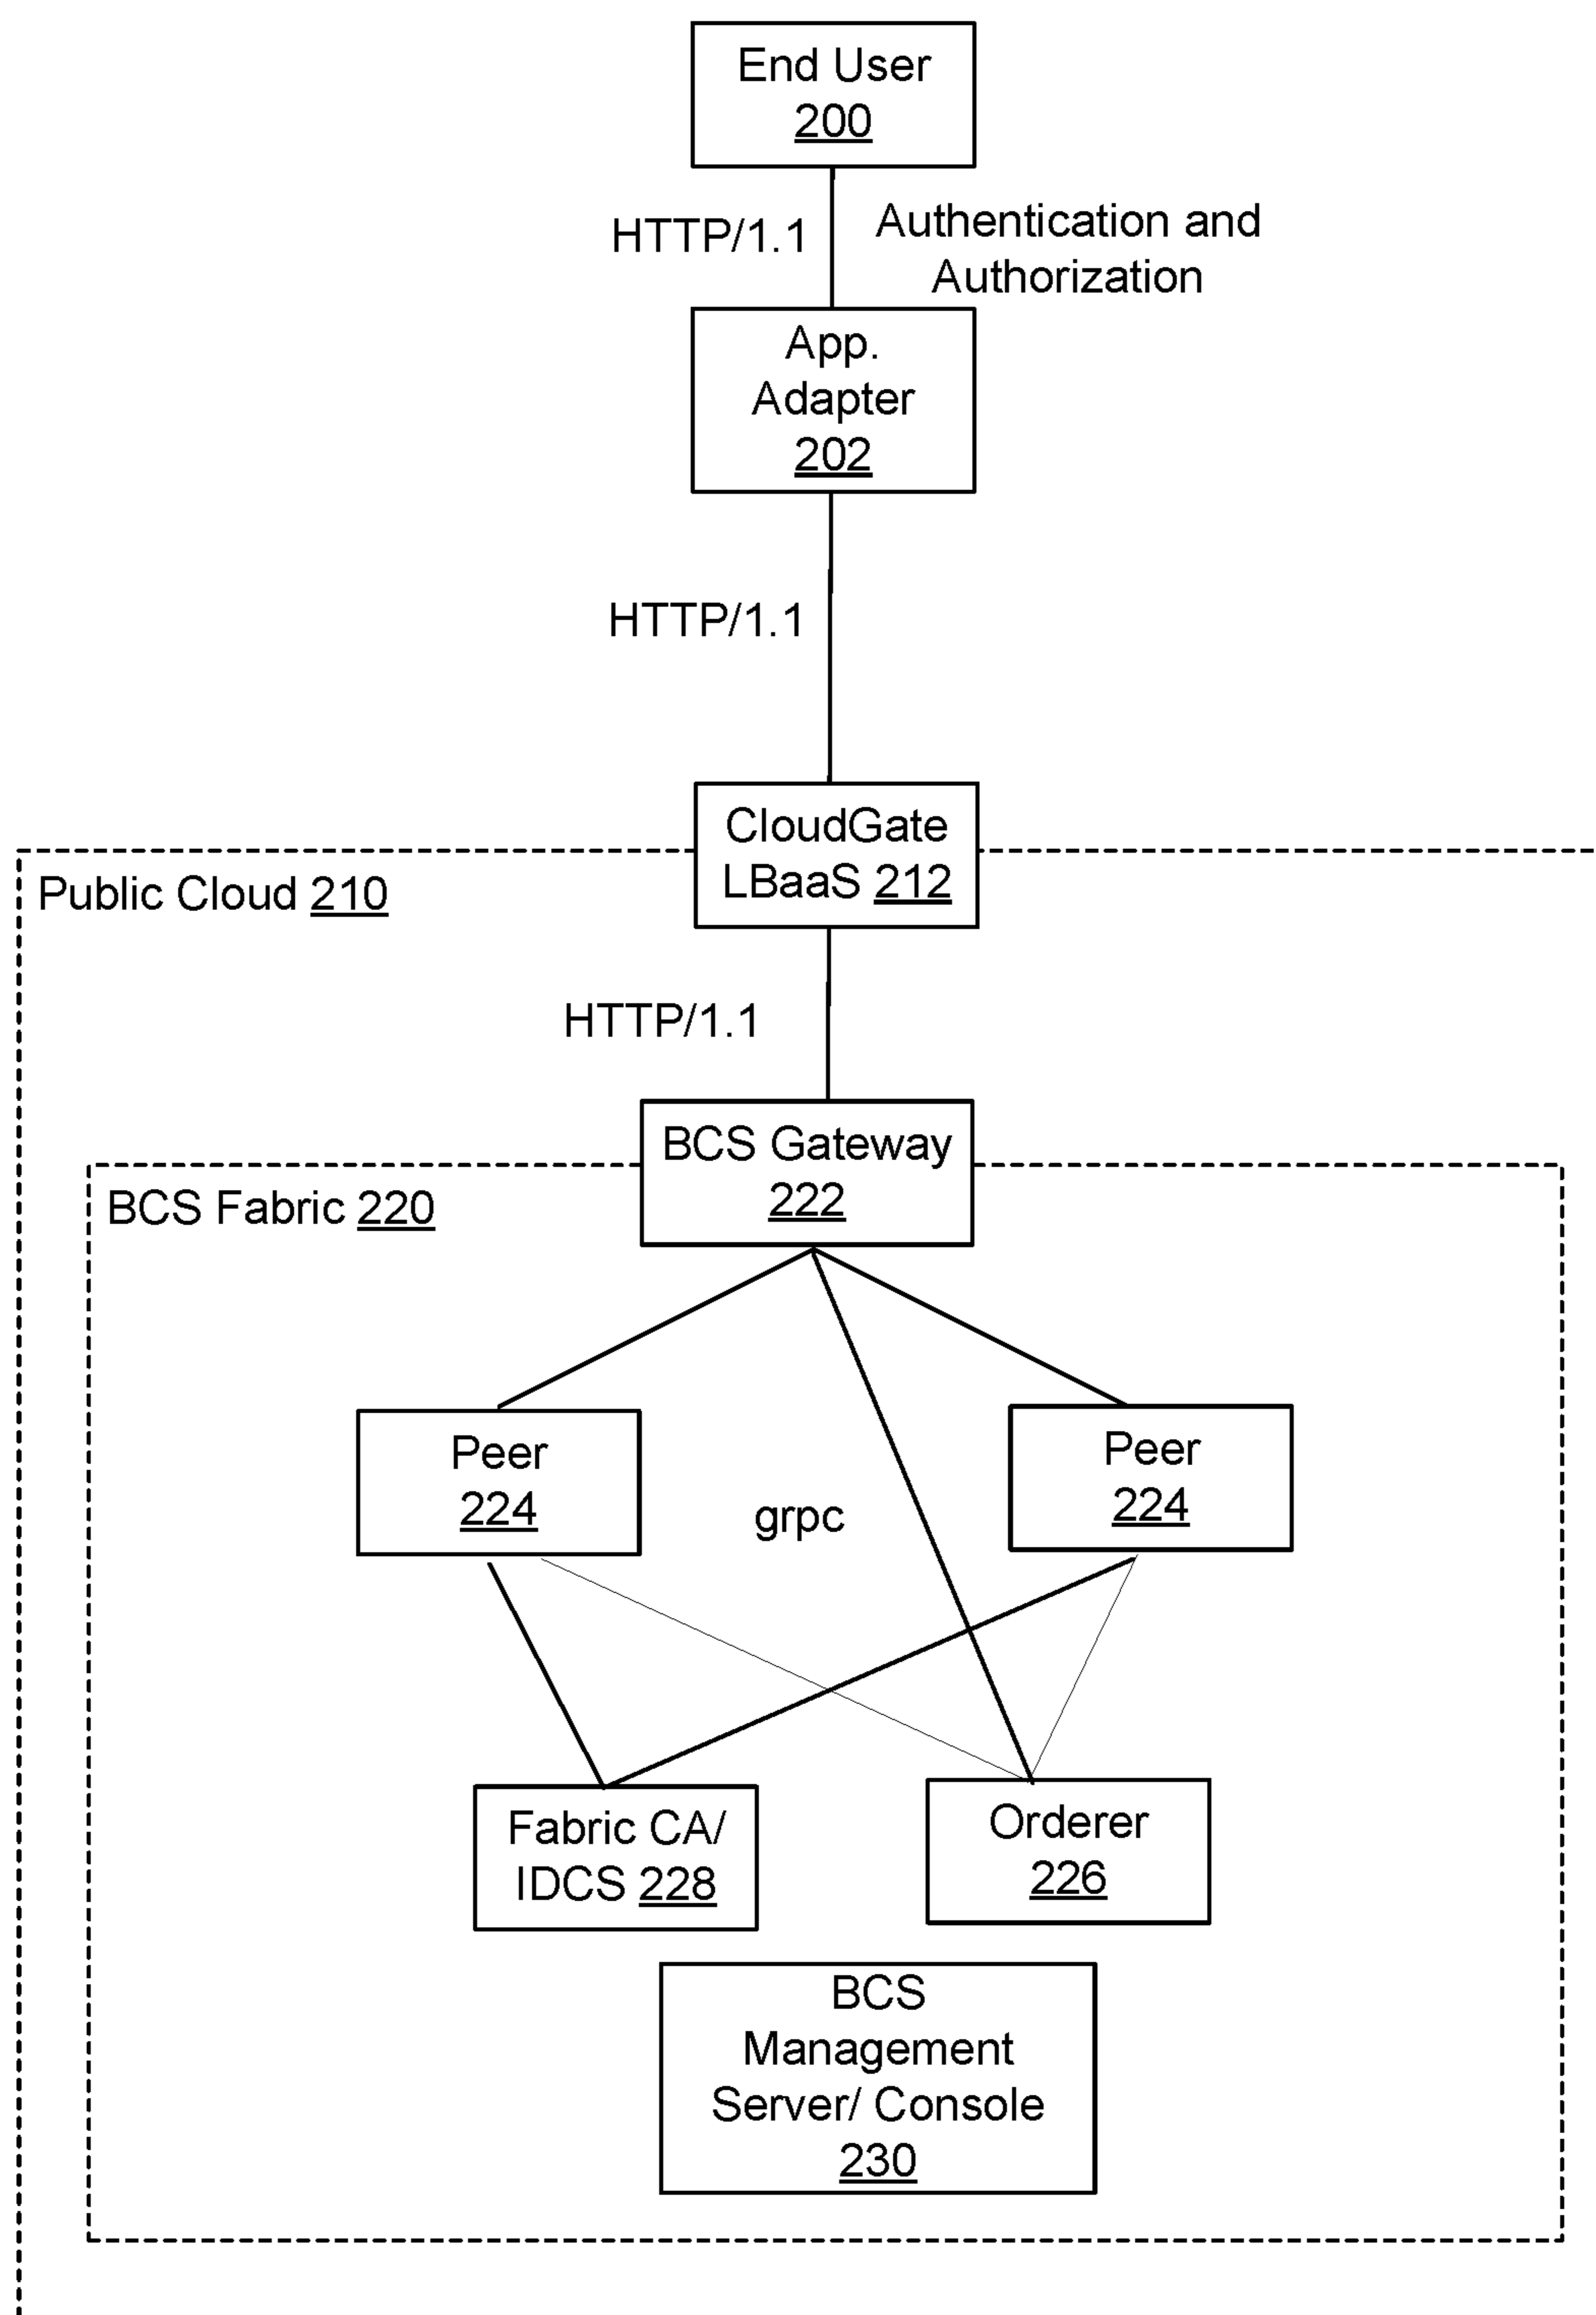 End User
200
HTTP/1.1
Authentication and
Authorization
App.
Adapter
202
HTTP/1.1
CloudGate
LBaaS 212
Public Cloud 210
HTTP/1.1
BCS Gateway
222
BCS Fabric 220
Peer
224
Peer
224
grpc
Fabric CA/
IDCS 228
Orderer
226
BCS
Management
Server/ Console
230